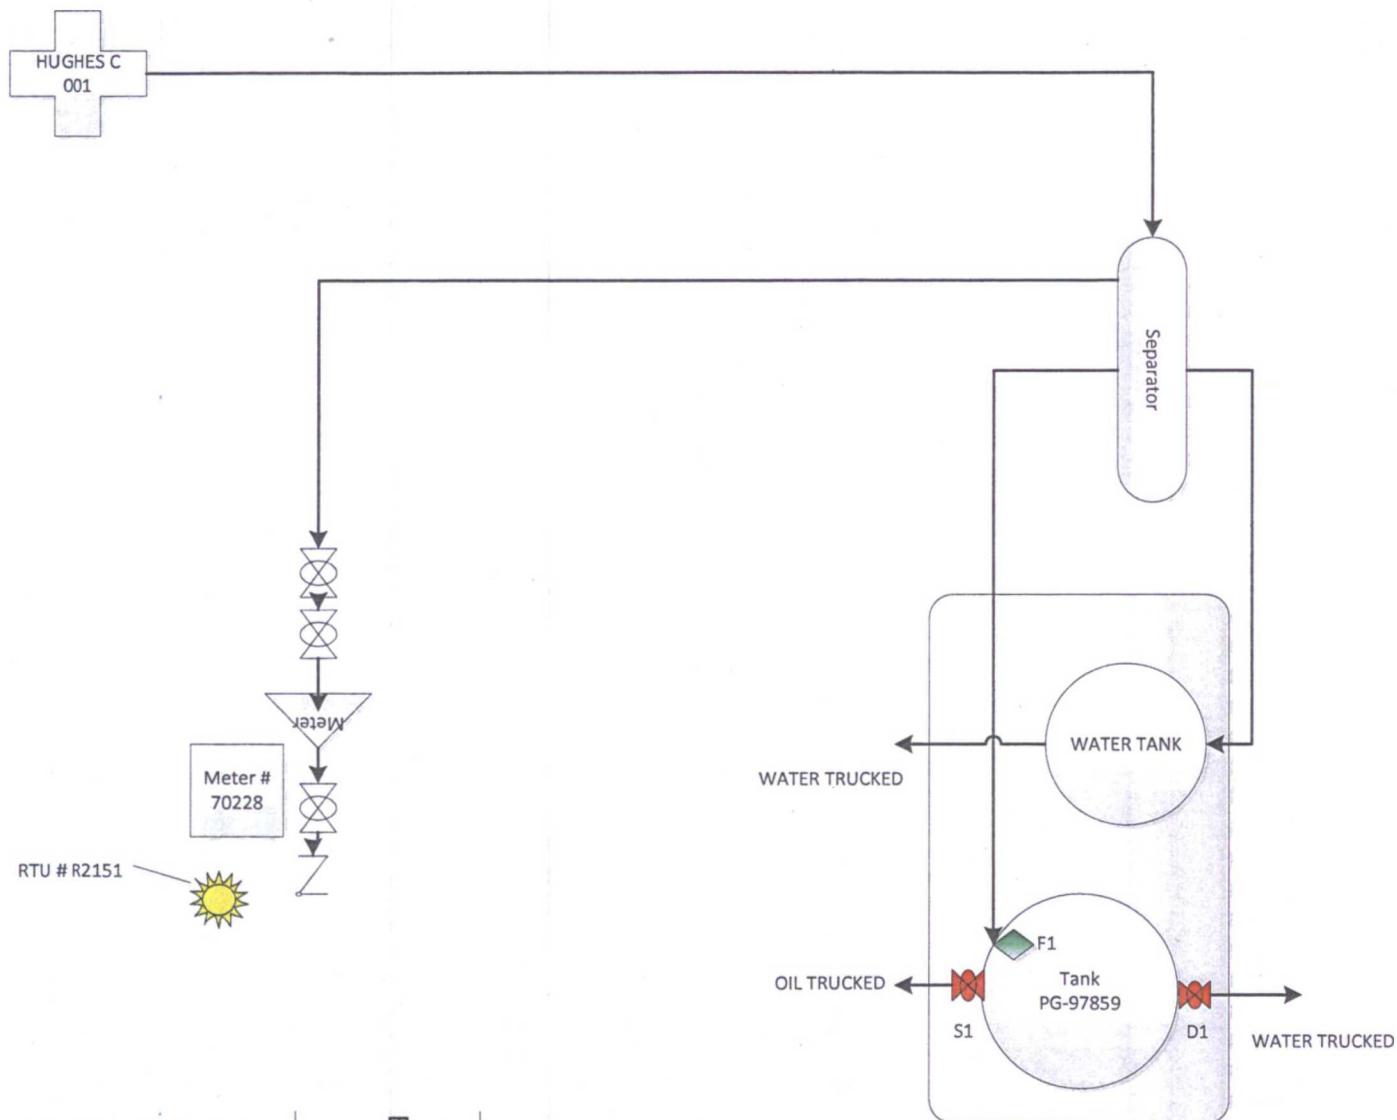 HUGHES C
001
Separator
Meter
Meter #
70228
RTU # R2151
WATER TANK
WATER TRUCKED
F1
Tank
PG-97859
OIL TRUCKED
S1
D1
WATER TRUCKED